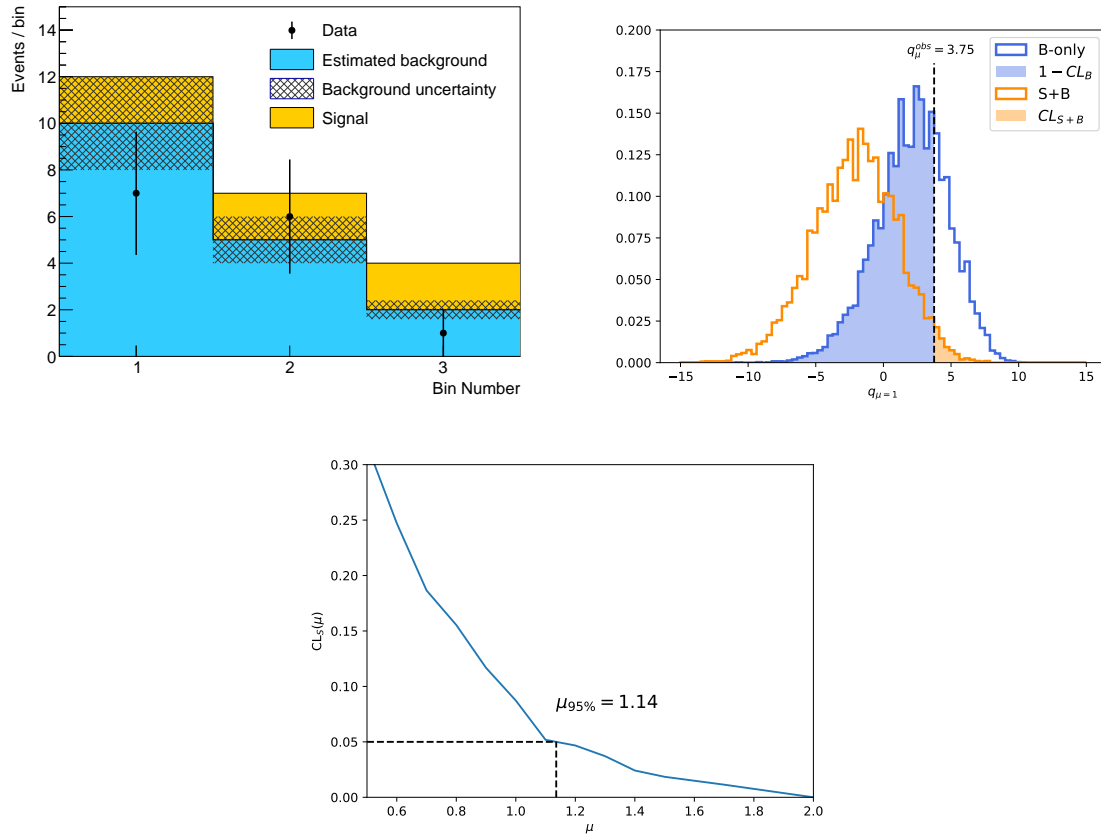 Events / bin
14
12
10
8
6
4
2
0
1
2
3
Bin Number
Data
Estimated background
Background uncertainty
Signal
0.200
0.175
0.150
0.125
0.100
0.075
0.050
0.025
0.000
−15
−10
−5
0
5
10
15
q_{μ=1}
q_μ^{obs} = 3.75
B-only
1 − CL_B
S+B
CL_{S+B}
0.30
0.25
0.20
0.15
0.10
0.05
0.00
CL_S(μ)
0.6
0.8
1.0
1.2
1.4
1.6
1.8
2.0
μ
μ_{95%} = 1.14